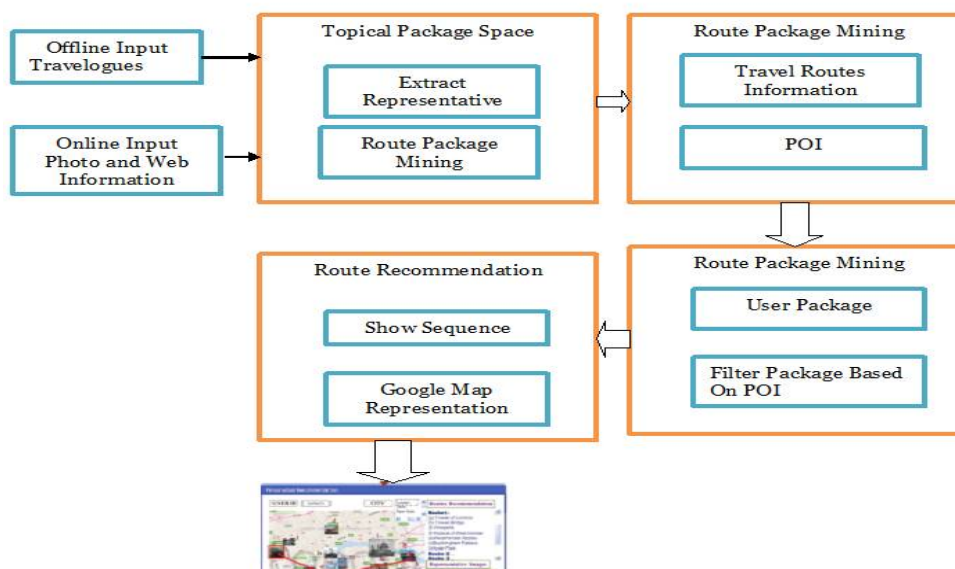 Offline Input
Travelogues
Online Input
Photo and Web
Information
Topical Package Space
Extract
Representative
Route Package
Mining
Route Package Mining
Travel Routes
Information
POI
Route Package Mining
User Package
Filter Package Based
On POI
Route Recommendation
Show Sequence
Google Map
Representation
CITY
Route Recommendation